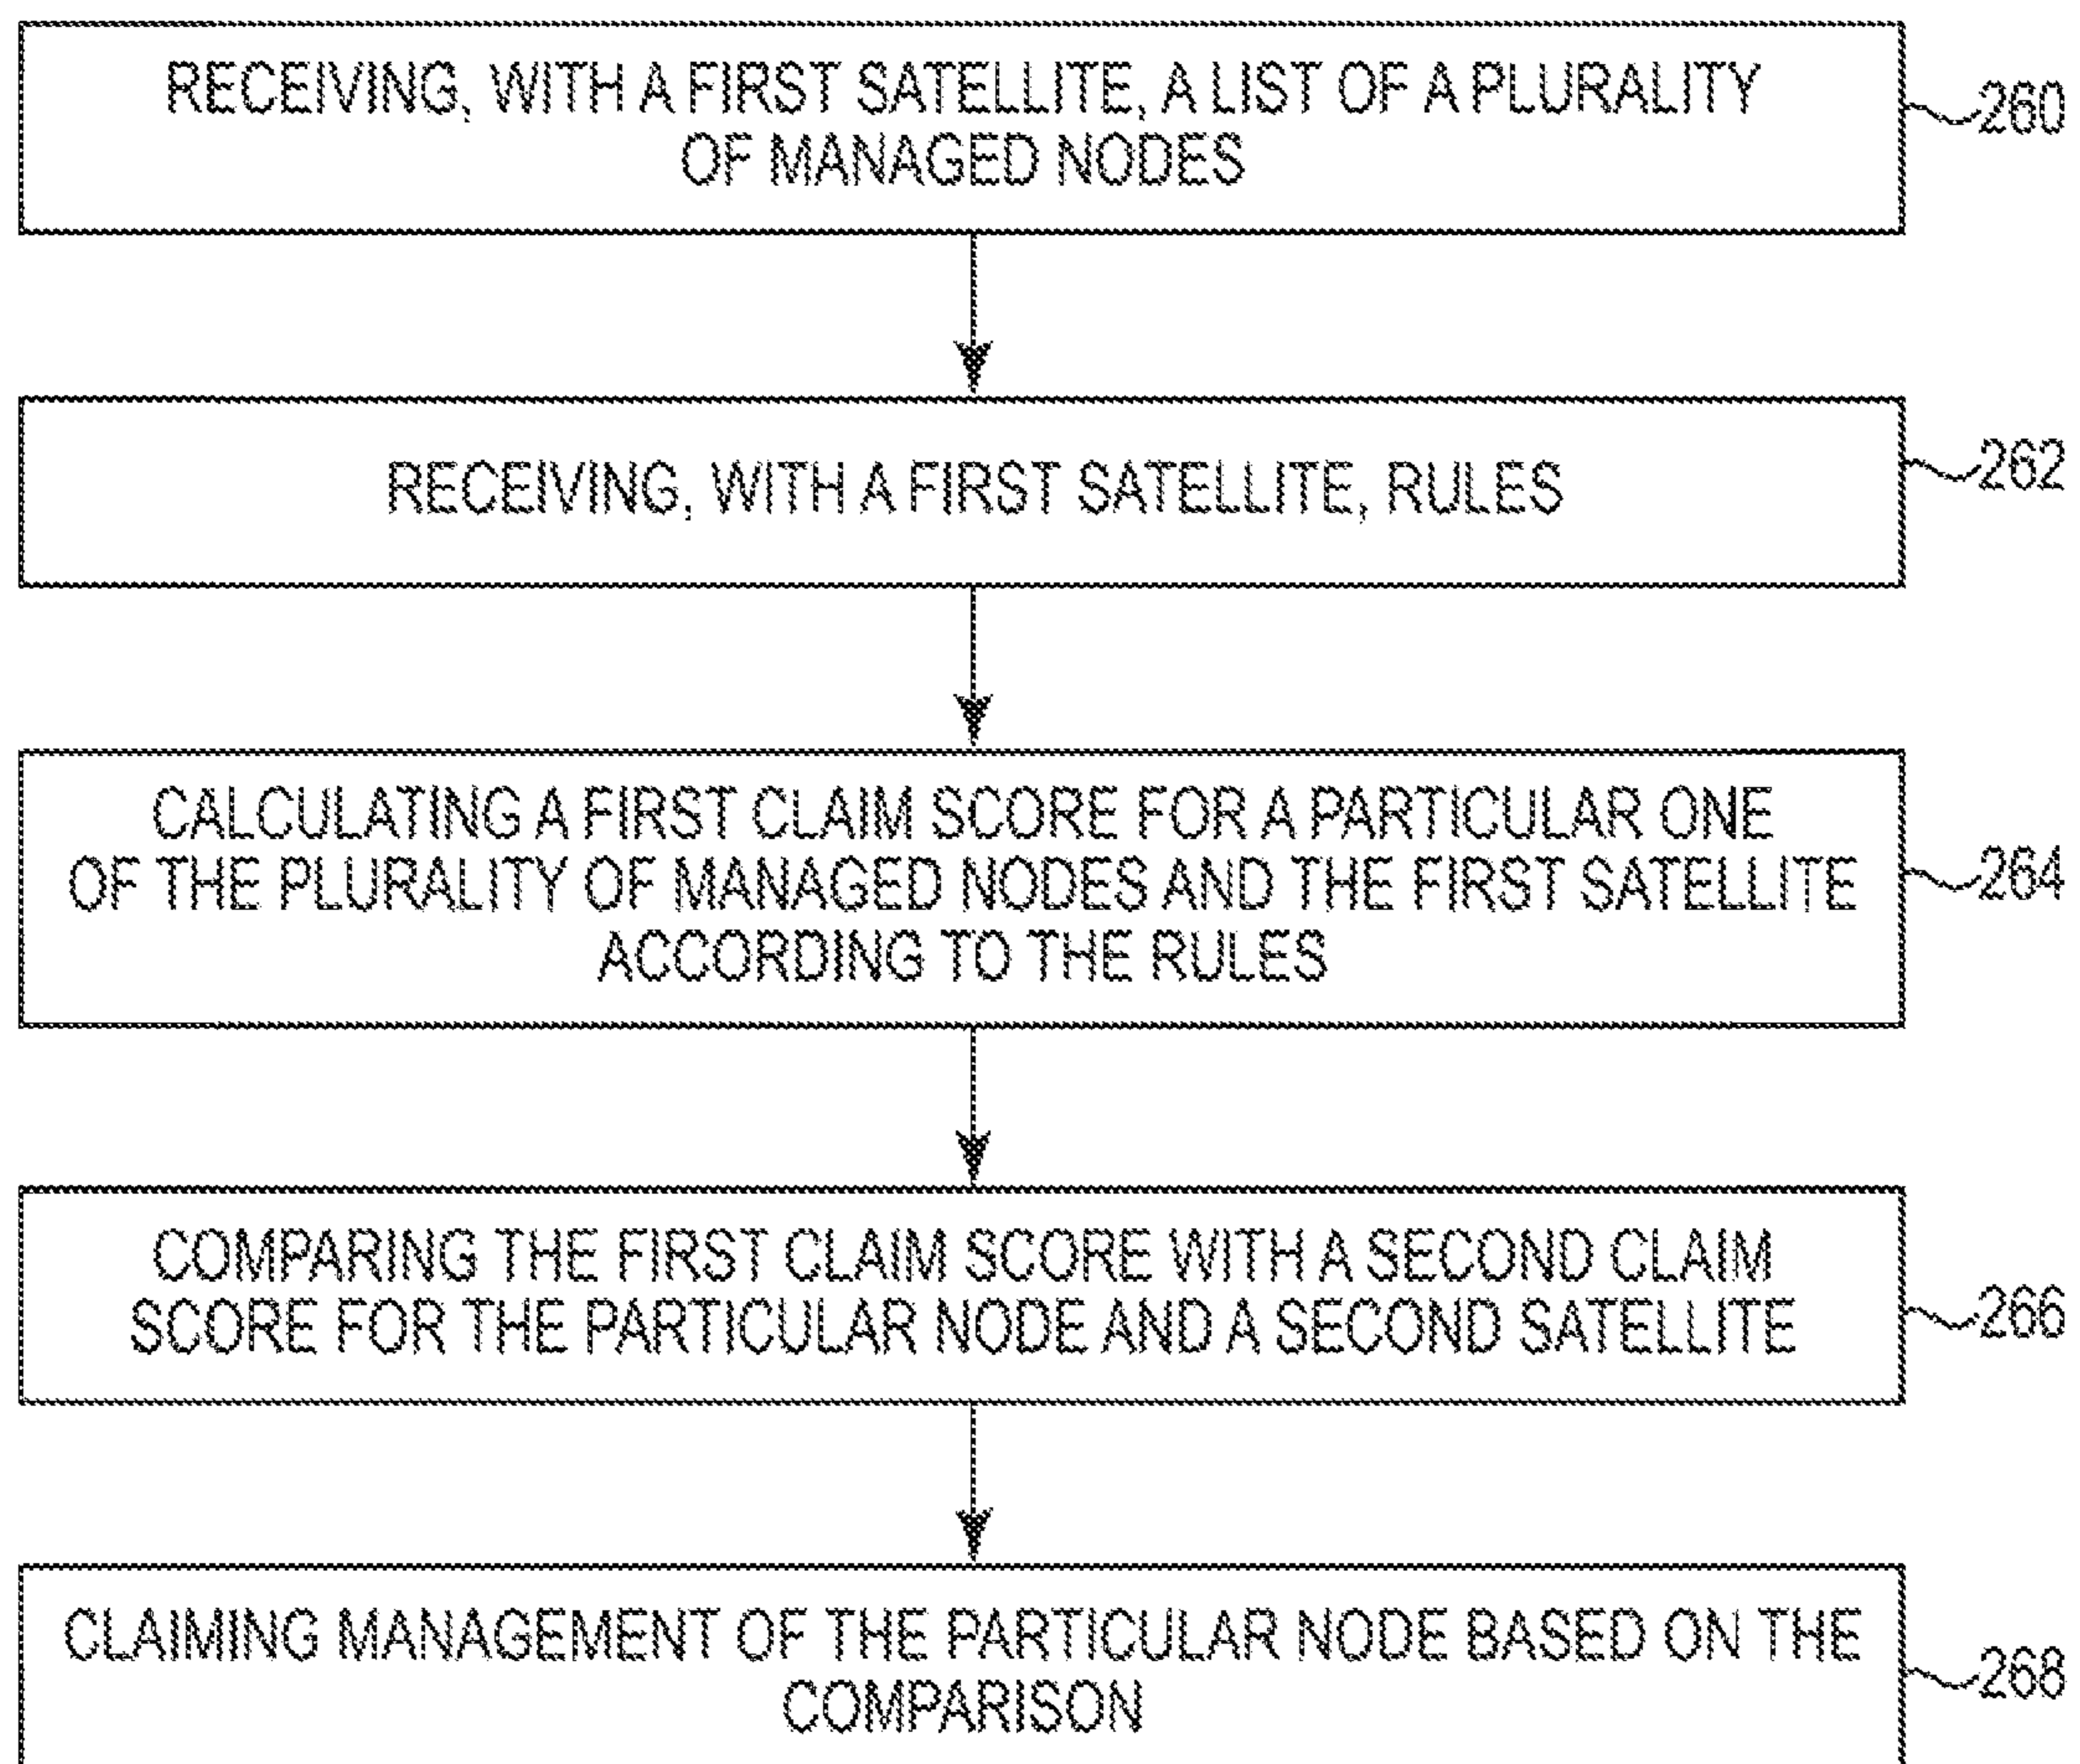 RECEIVING, WITH A FIRST SATELLITE, A LIST OF A PLURALITY
OF MANAGED NODES
260
RECEIVING, WITH A FIRST SATELLITE, RULES
262
CALCULATING A FIRST CLAIM SCORE FOR A PARTICULAR ONE
OF THE PLURALITY OF MANAGED NODES AND THE FIRST SATELLITE
ACCORDING TO THE RULES
264
COMPARING THE FIRST CLAIM SCORE WITH A SECOND CLAIM
SCORE FOR THE PARTICULAR NODE AND A SECOND SATELLITE
266
CLAIMING MANAGEMENT OF THE PARTICULAR NODE BASED ON THE
COMPARISON
268